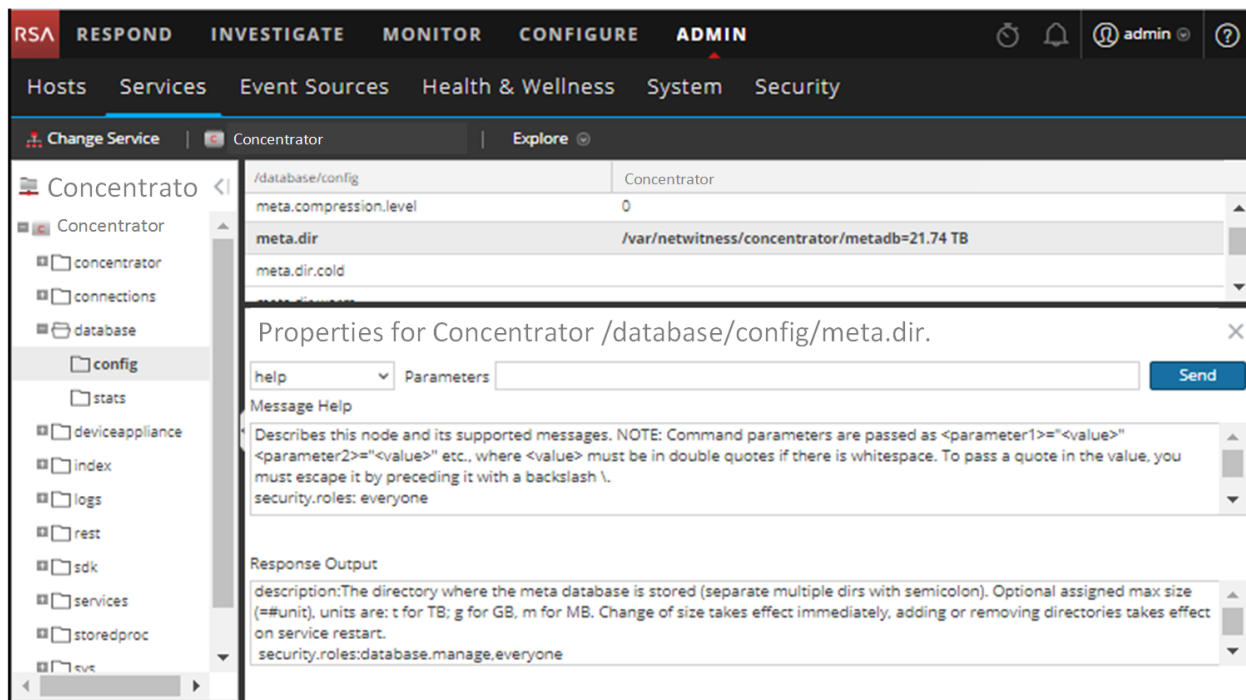 RSA RESPOND INVESTIGATE MONITOR CONFIGURE ADMIN admin
Hosts Services Event Sources Health & Wellness System Security
Change Service | C Concentrator | Explore
Concentrato
Concentrator
concentrator
connections
database
config
stats
deviceappliance
index
logs
rest
sdk
services
storedproc
sys
/database/config Concentrator
meta.compression.level 0
meta.dir /var/netwitness/concentrator/metadb=21.74 TB
meta.dir.cold
Properties for Concentrator /database/config/meta.dir.
help Parameters Send
Message Help
Describes this node and its supported messages. NOTE: Command parameters are passed as <parameter1>="<value>"
<parameter2>="<value>" etc., where <value> must be in double quotes if there is whitespace. To pass a quote in the value, you
must escape it by preceding it with a backslash \.
security.roles: everyone
Response Output
description:The directory where the meta database is stored (separate multiple dirs with semicolon). Optional assigned max size
(=#unit), units are: t for TB; g for GB, m for MB. Change of size takes effect immediately, adding or removing directories takes effect
on service restart.
security.roles:database.manage,everyone